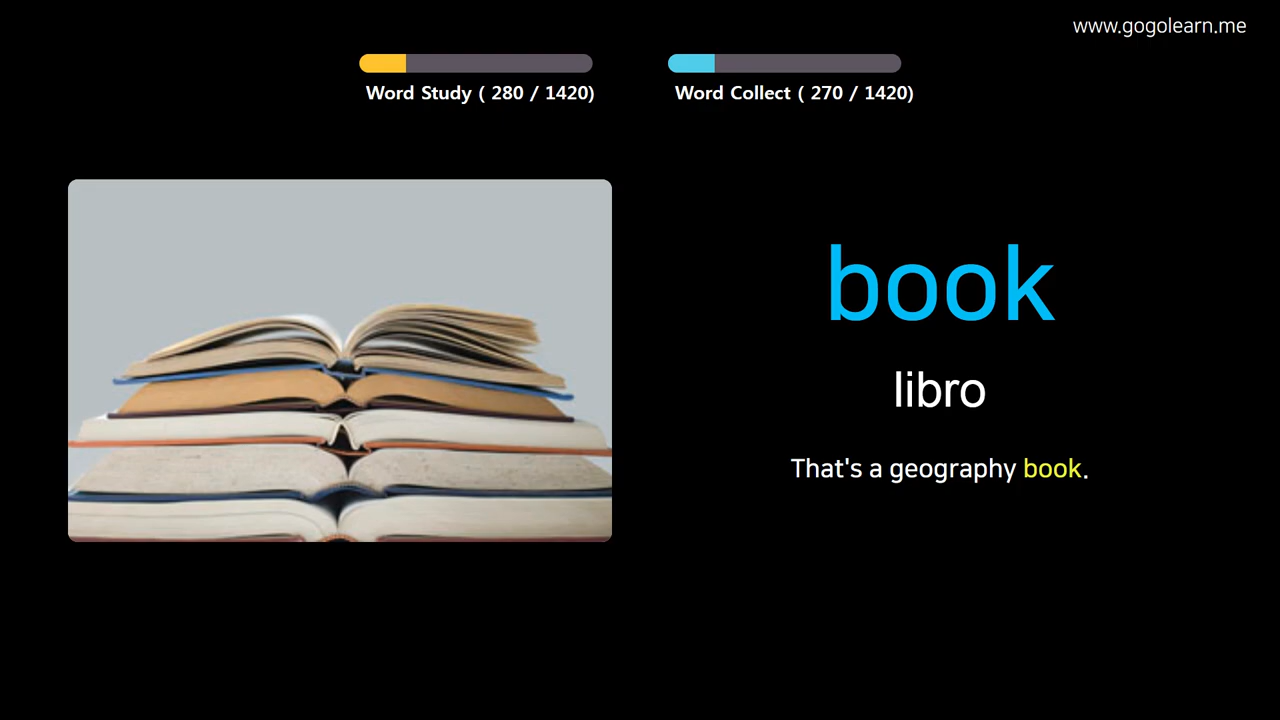 www.gogolearn.me
Word Study ( 280 / 1420)
Word Collect ( 270 / 1420)
book
libro
That's a geography book.